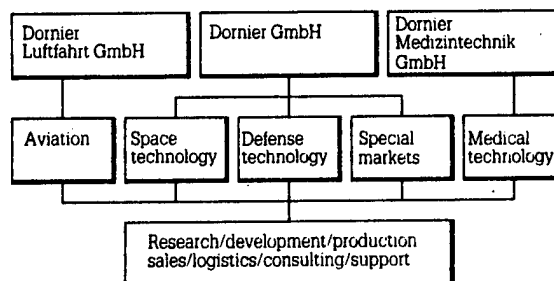 Dornier
Luftfahrt GmbH
Dornier GmbH
Dornier
Medizintechnik
GmbH
Aviation
Space
technology
Defense
technology
Special
markets
Medical
technology
Research/development/production
sales/logistics/consulting/support